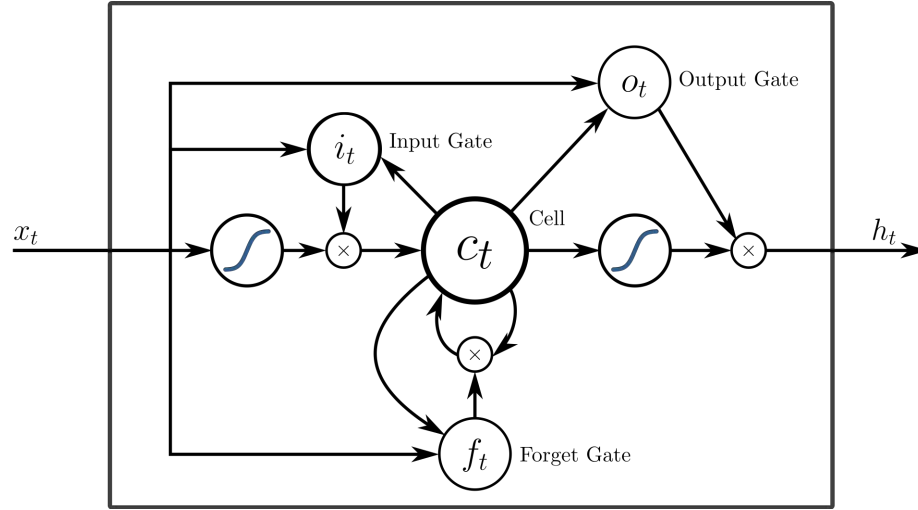 o_t Output Gate
i_t Input Gate
x_t
Cell
c_t
h_t
×
×
×
f_t Forget Gate